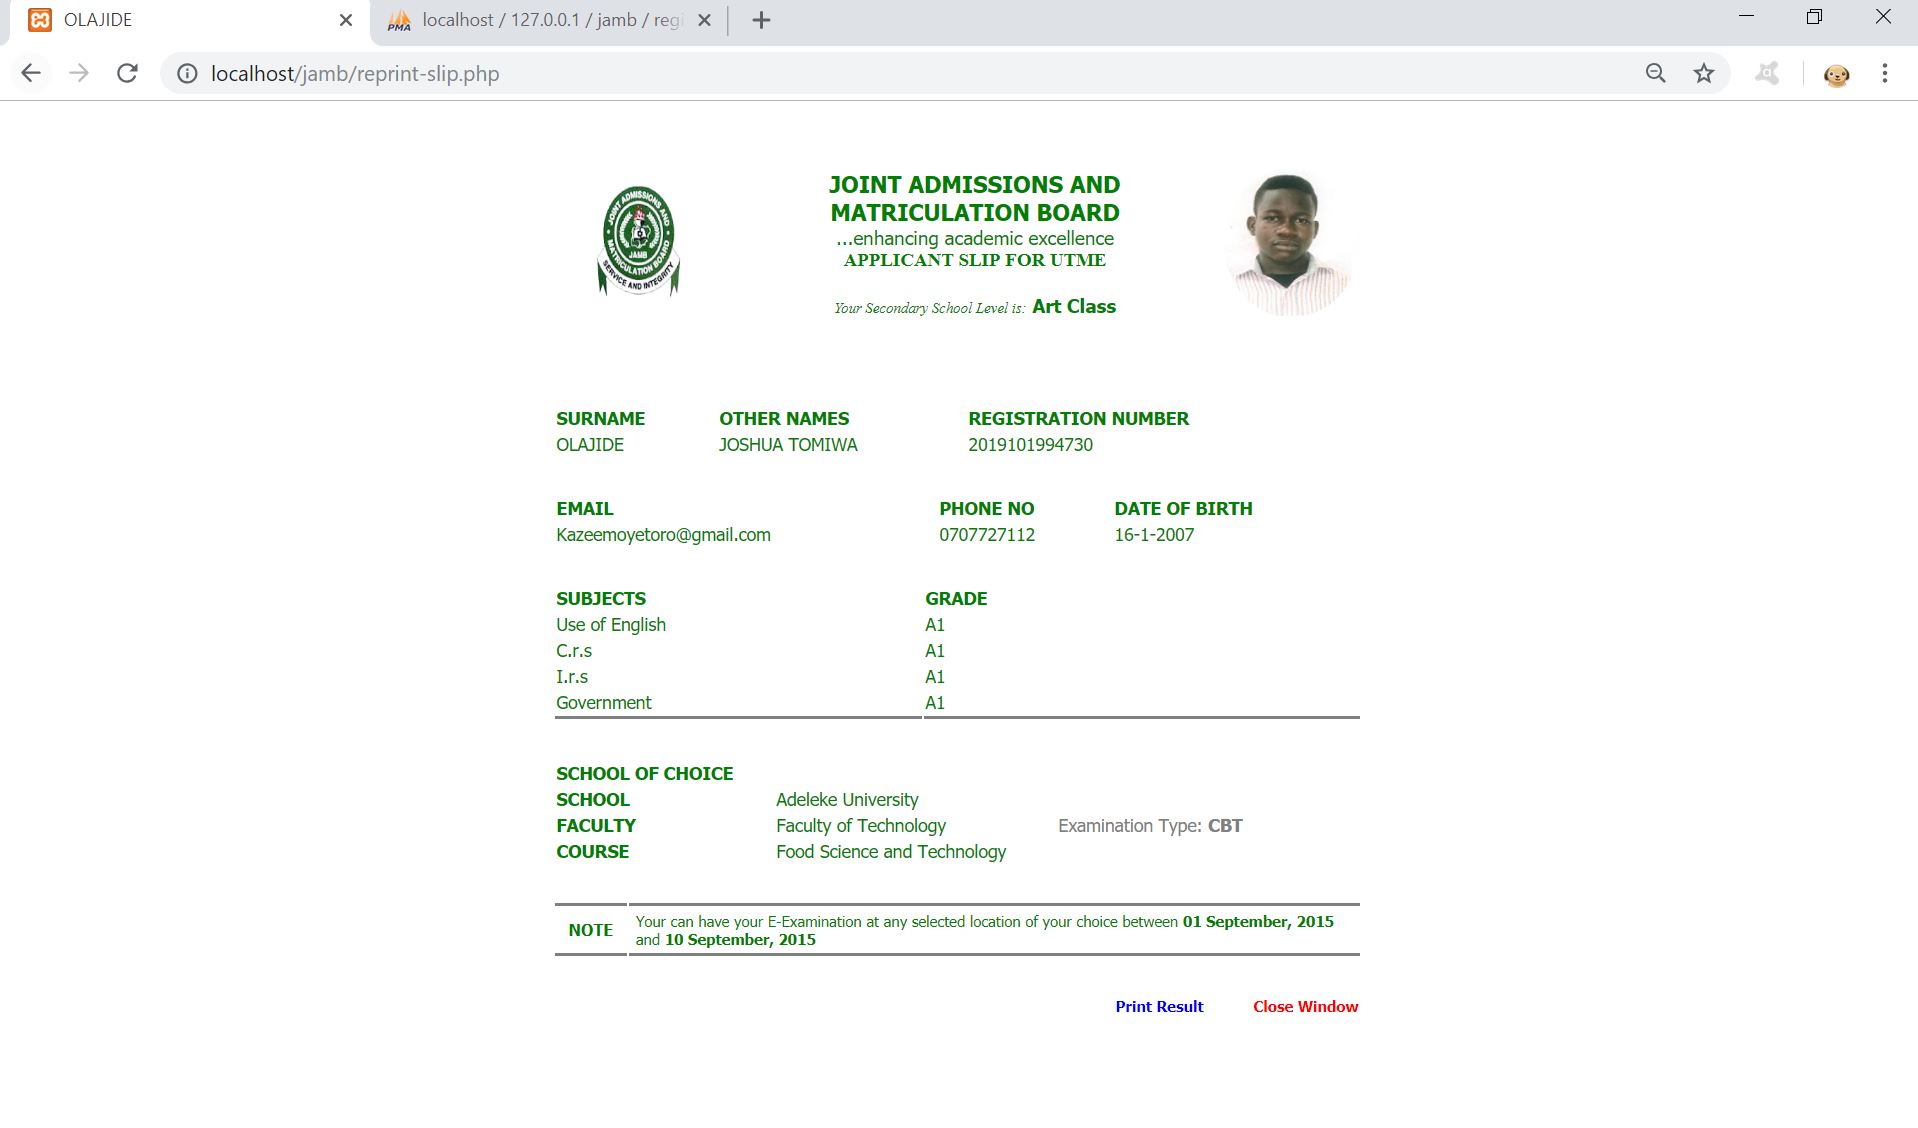 OLAJIDE
localhost / 127.0.0.1 / jamb / regi
localhost/jamb/reprint-slip.php
JOINT ADMISSIONS AND MATRICULATION BOARD
JAMB
SERVICE AND INTEGRITY
JOINT ADMISSIONS AND
MATRICULATION BOARD
...enhancing academic excellence
APPLICANT SLIP FOR UTME
Your Secondary School Level is: Art Class
SURNAME OTHER NAMES REGISTRATION NUMBER
OLAJIDE JOSHUA TOMIWA 2019101994730
EMAIL PHONE NO DATE OF BIRTH
Kazeemoyetoro@gmail.com 0707727112 16-1-2007
SUBJECTS GRADE
Use of English A1
C.r.s A1
I.r.s A1
Government A1
SCHOOL OF CHOICE
SCHOOL Adeleke University
FACULTY Faculty of Technology Examination Type: CBT
COURSE Food Science and Technology
NOTE
Your can have your E-Examination at any selected location of your choice between 01 September, 2015
and 10 September, 2015
Print Result Close Window
PMA